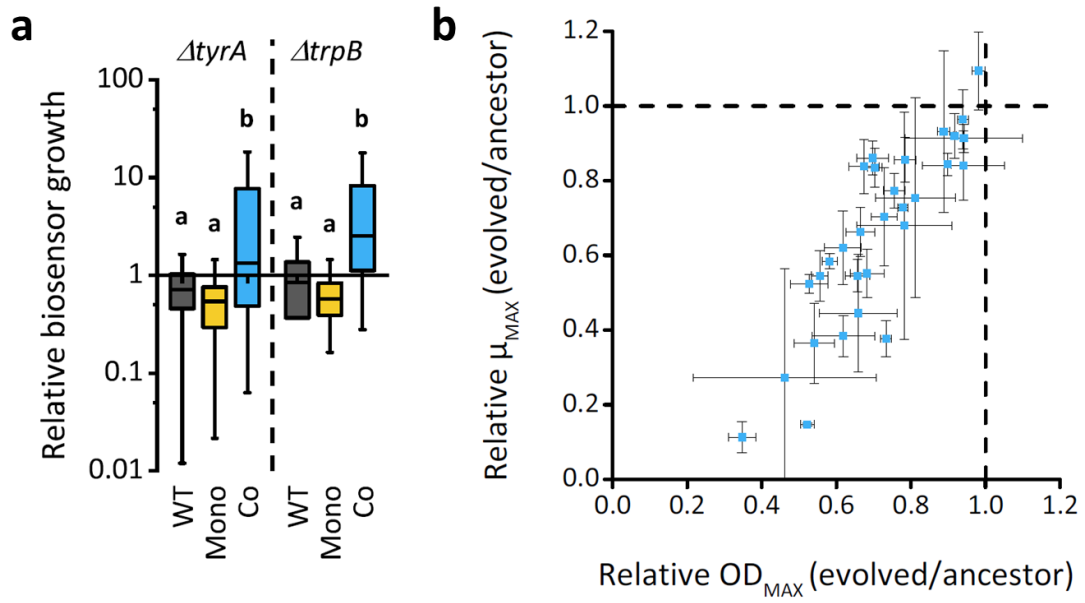 a
ΔtyrA ΔtrpB
Relative biosensor growth
100
10
1
0.1
0.01
a a b a a b
WT Mono Co WT Mono Co
b
Relative μMAX (evolved/ancestor)
1.2
1.0
0.8
0.6
0.4
0.2
0.0
0.0 0.2 0.4 0.6 0.8 1.0 1.2
Relative ODMAX (evolved/ancestor)